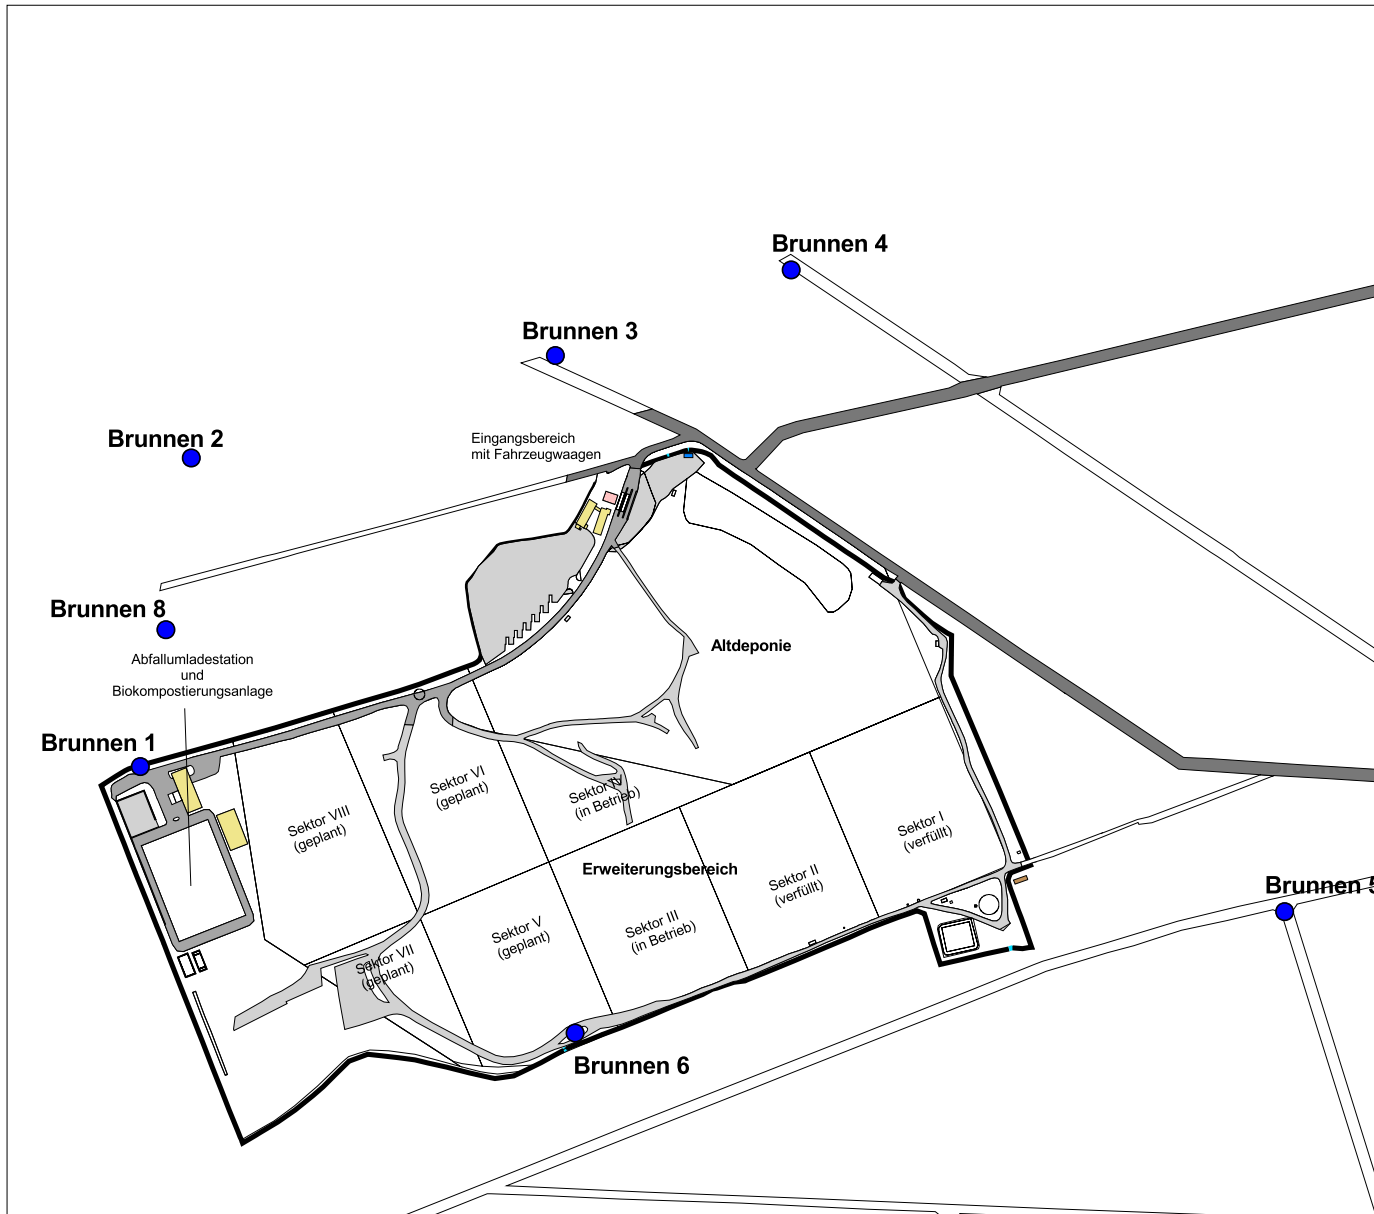 Brunnen 4
Brunnen 3
Brunnen 2
Eingangsbereich
mit Fahrzeugwaagen
Brunnen 8
Abfallumladestation
und
Biokompostierungsanlage
Altdeponie
Brunnen 1
Sektor VI
(geplant)
Sektor
(in Betrieb)
Sektor VIII
(geplant)
Sektor I
(verfüllt)
Erweiterungsbereich
Sektor II
(verfüllt)
Brunnen 5
Sektor V
(geplant)
Sektor III
(in Betrieb)
Sektor VII
(geplant)
Brunnen 6